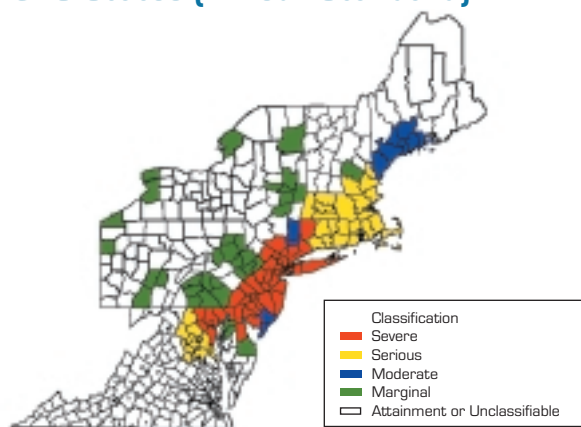 Classification
Severe
Serious
Moderate
Marginal
Attainment or Unclassifiable